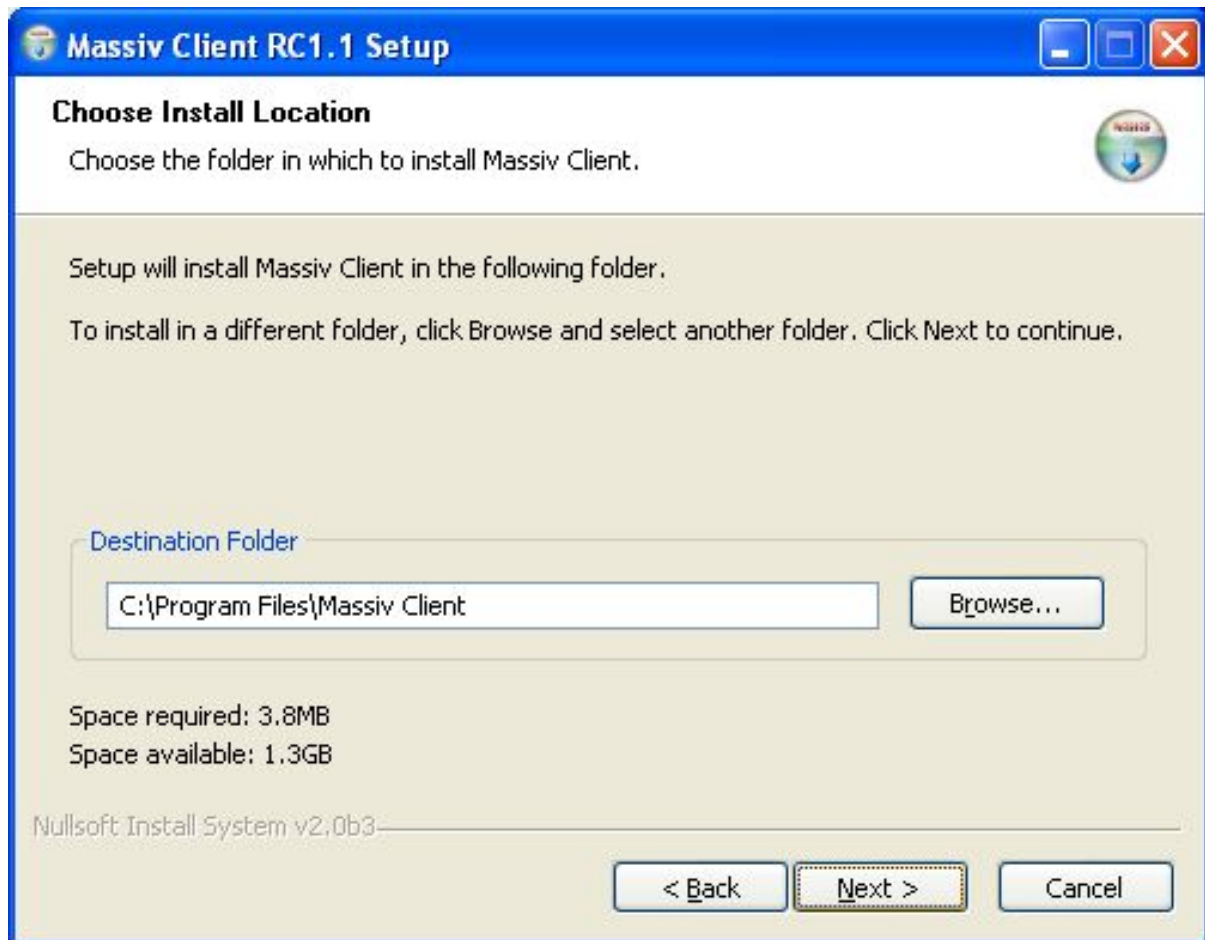 Massiv Client RC1.1 Setup
Choose Install Location
Choose the folder in which to install Massiv Client.
Setup will install Massiv Client in the following folder.
To install in a different folder, click Browse and select another folder. Click Next to continue.
Destination Folder
C:\Program Files\Massiv Client
Browse...
Space required: 3.8MB
Space available: 1.3GB
Nullsoft Install System v2.0b3
< Back
Next >
Cancel